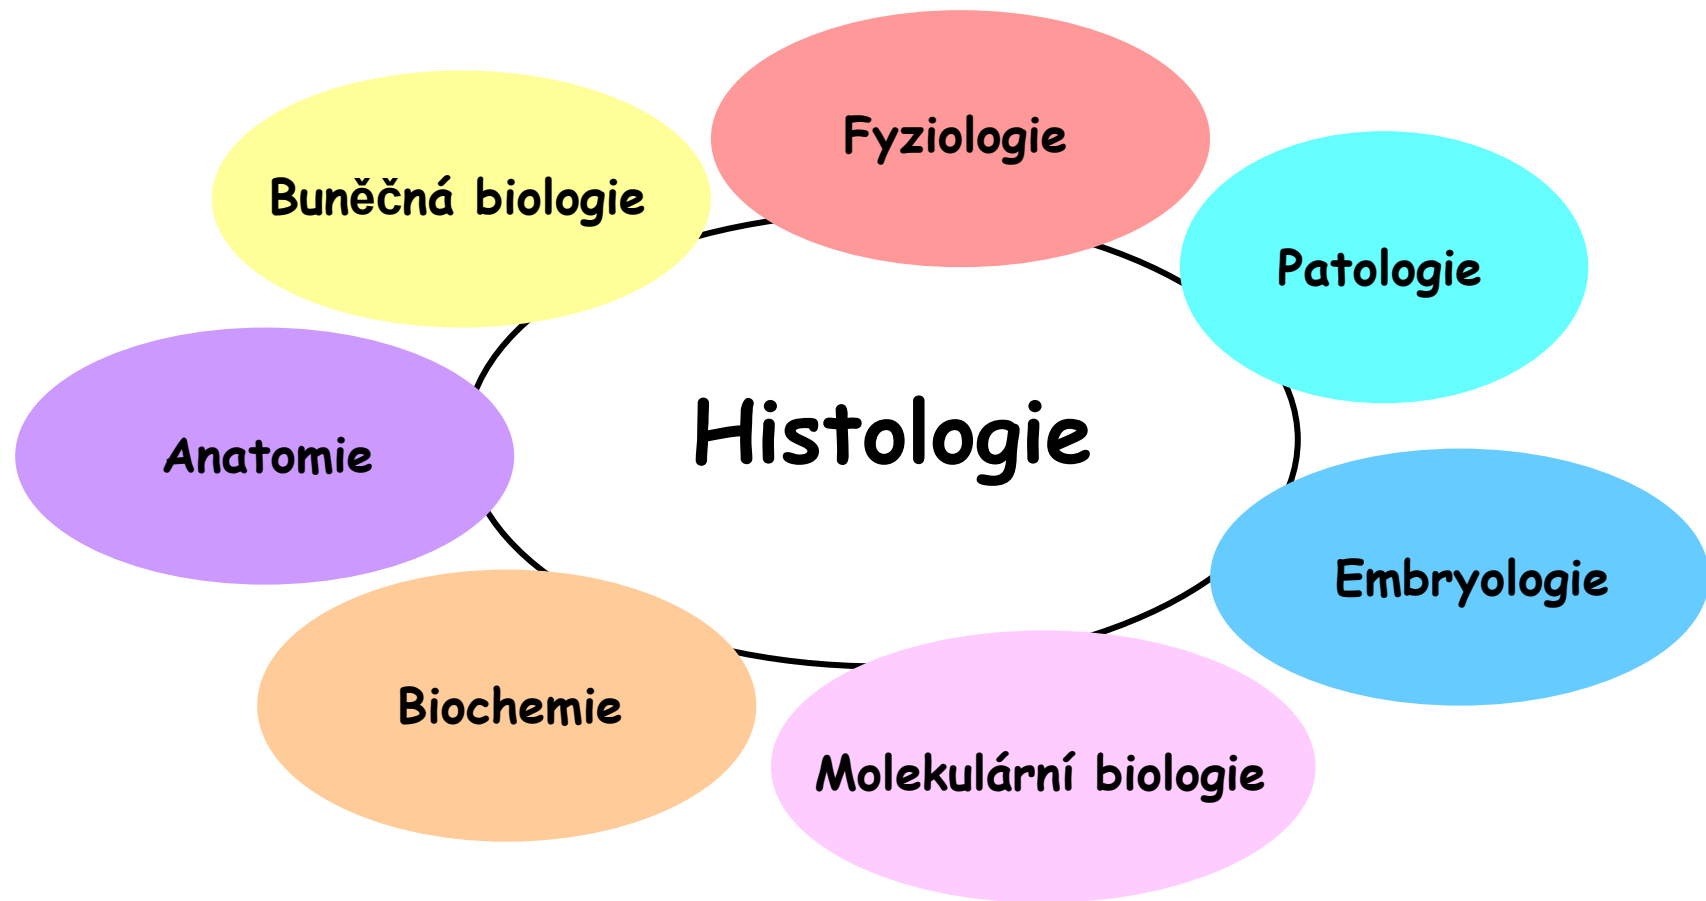 Fyziologie
Buněčná biologie
Patologie
Histologie
Anatomie
Embryologie
Biochemie
Molekulární biologie